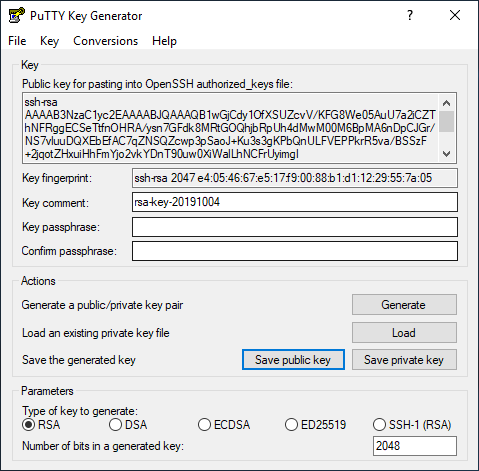 PuTTY Key Generator
File Key Conversions Help
Key
Public key for pasting into OpenSSH authorized_keys file:
ssh-rsa
AAAAB3NzaC1yc2EAAAABJQAAAQB1wGjCdy1OfXSUZcvV/KFG8We05AuU7a2iCZT
hNFRggECSeTtfnOHRA/ysn7GFdk8MRtGOQhjbRpUh4dMwM00M6BpMA6nDpCJGr/
NS7vluuDQXEbEfAC7qZNSQZcwp3pSaoJ+Ku3s3gKPbQnULFVEPPkrR5va/BSSzF
+2jqotZHxuiHhFmYjo2vkYDnT90uw0XiWalLhNCFrUyimgl
Key fingerprint: ssh-rsa 2047 e4:05:46:67:e5:17:f9:00:88:b1:d1:12:29:55:7a:05
Key comment: rsa-key-20191004
Key passphrase:
Confirm passphrase:
Actions
Generate a public/private key pair Generate
Load an existing private key file Load
Save the generated key Save public key Save private key
Parameters
Type of key to generate:
RSA DSA ECDSA ED25519 SSH-1 (RSA)
Number of bits in a generated key: 2048